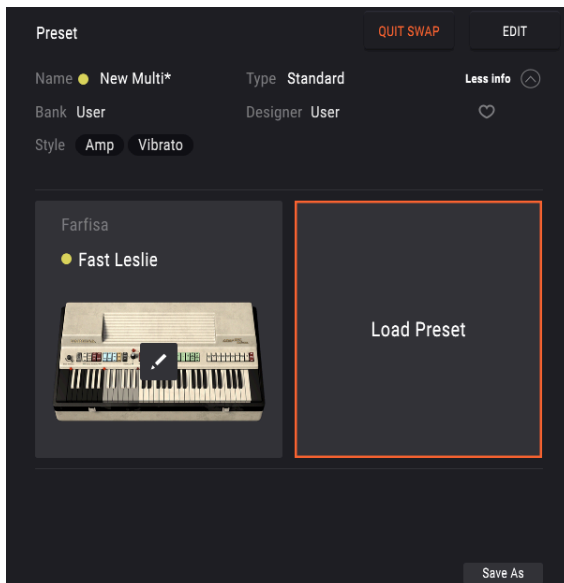 Preset QUIT SWAP EDIT
Name New Multi* Type Standard Less info
Bank User Designer User
Style Amp Vibrato
Farfisa
Fast Leslie
Load Preset
Save As